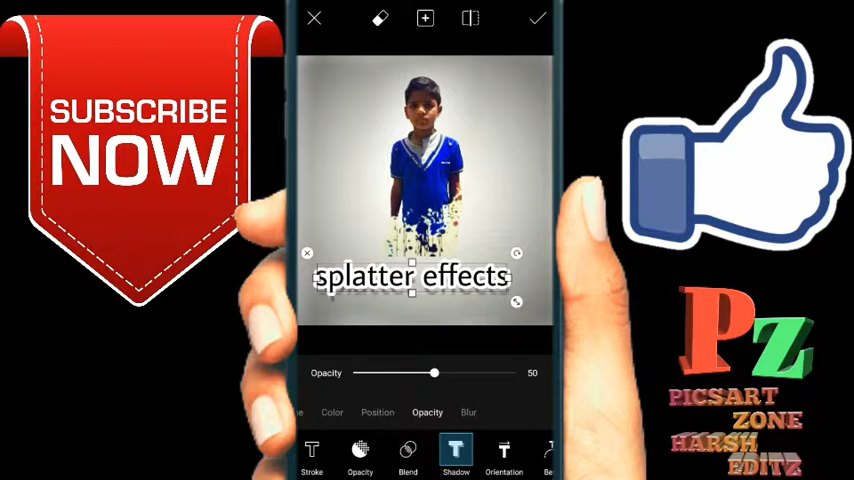 SUBSCRIBE
NOW
splatter effects
Opacity
50
Color
Position
Opacity
Blur
Stroke
Opacity
Blend
Shadow
Orientation
PZ
PICSART
ZONE
HARSH
EDITZ